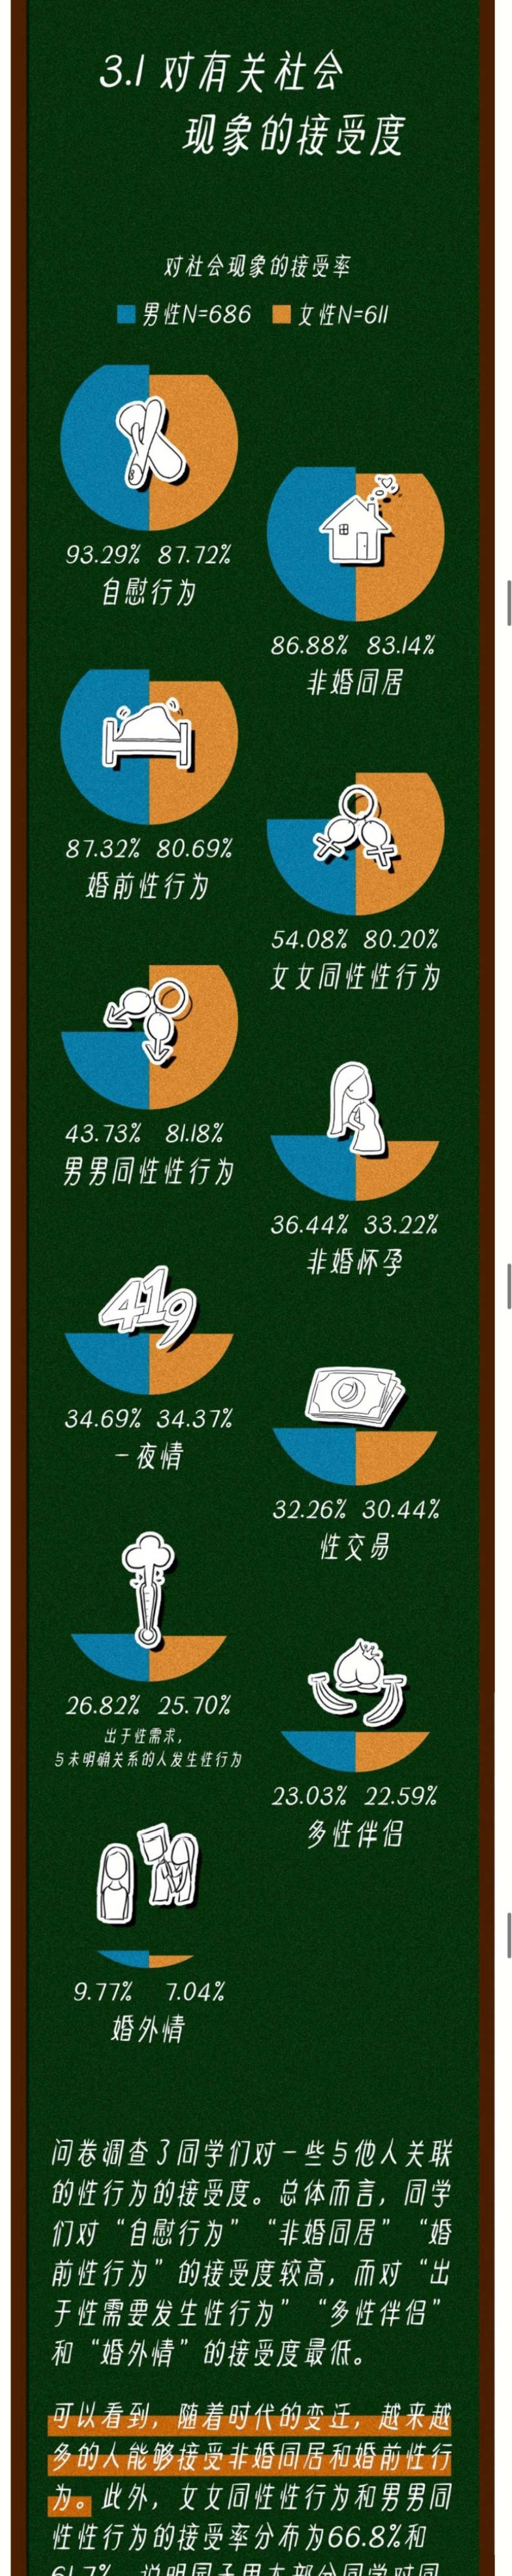 3.1 对有关社会
现象的接受度
对社会现象的接受率
男性N=686 女性N=611
93.29% 87.72%
自慰行为
86.88% 83.14%
非婚同居
87.32% 80.69%
婚前性行为
54.08% 80.20%
女女同性性行为
43.73% 81.18%
男男同性性行为
36.44% 33.22%
非婚怀孕
419
34.69% 34.37%
一夜情
32.26% 30.44%
性交易
26.82% 25.70%
出于性需求，
与未明确关系的人发生性行为
23.03% 22.59%
多性伴侣
9.77% 7.04%
婚外情
问卷调查了同学们对一些与他人关联
的性行为的接受度。总体而言，同学
们对“自慰行为”“非婚同居”“婚
前性行为”的接受度较高，而对“出
于性需要发生性行为”“多性伴侣”
和“婚外情”的接受度最低。
可以看到，随着时代的变迁，越来越
多的人能够接受非婚同居和婚前性行
为。此外，女女同性性行为和男男同
性性行为的接受率分布为66.8%和
61.7%，说明园子里大部分同学对同